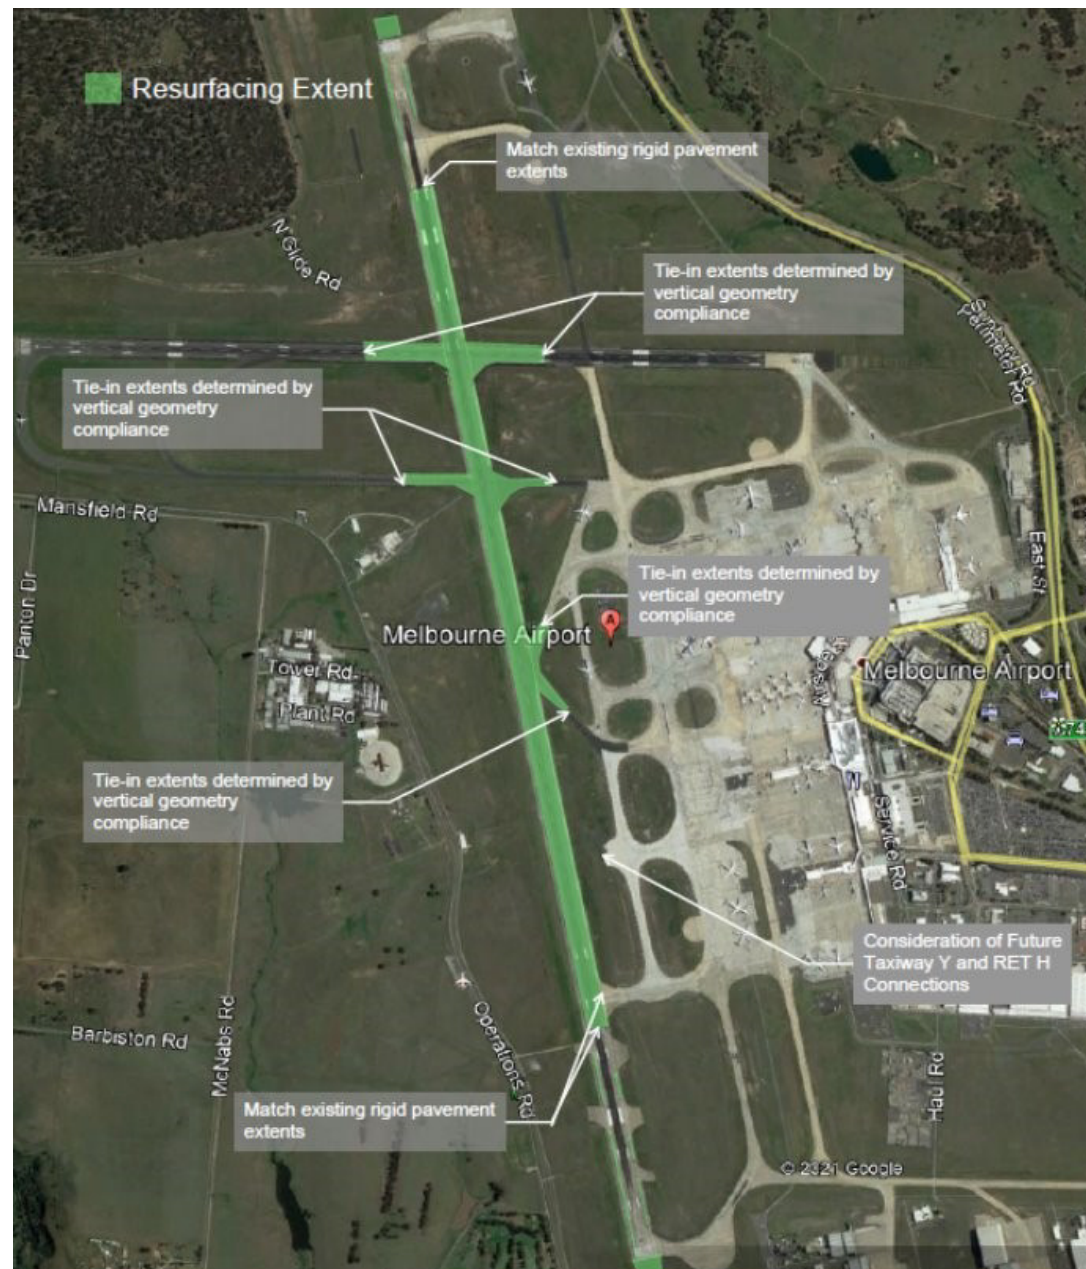 Resurfacing Extent
Match existing rigid pavement
extents
N Glide Rd
Tie-in extents determined by
vertical geometry
compliance
Sunbury Rd
Perimeter Rd
Tie-in extents determined by
vertical geometry
compliance
Mansfield Rd
East St
Panton Dr
Tie-in extents determined by
vertical geometry
compliance
A
Melbourne Airport
Melbourne Airport
Tower Rd
Plant Rd
Tie-in extents determined by
vertical geometry
compliance
Service Rd
Consideration of Future
Taxiway Y and RET H
Connections
McNabs Rd
Barbiston Rd
Operations Rd
Haul Rd
Match existing rigid pavement
extents
© 2021 Google